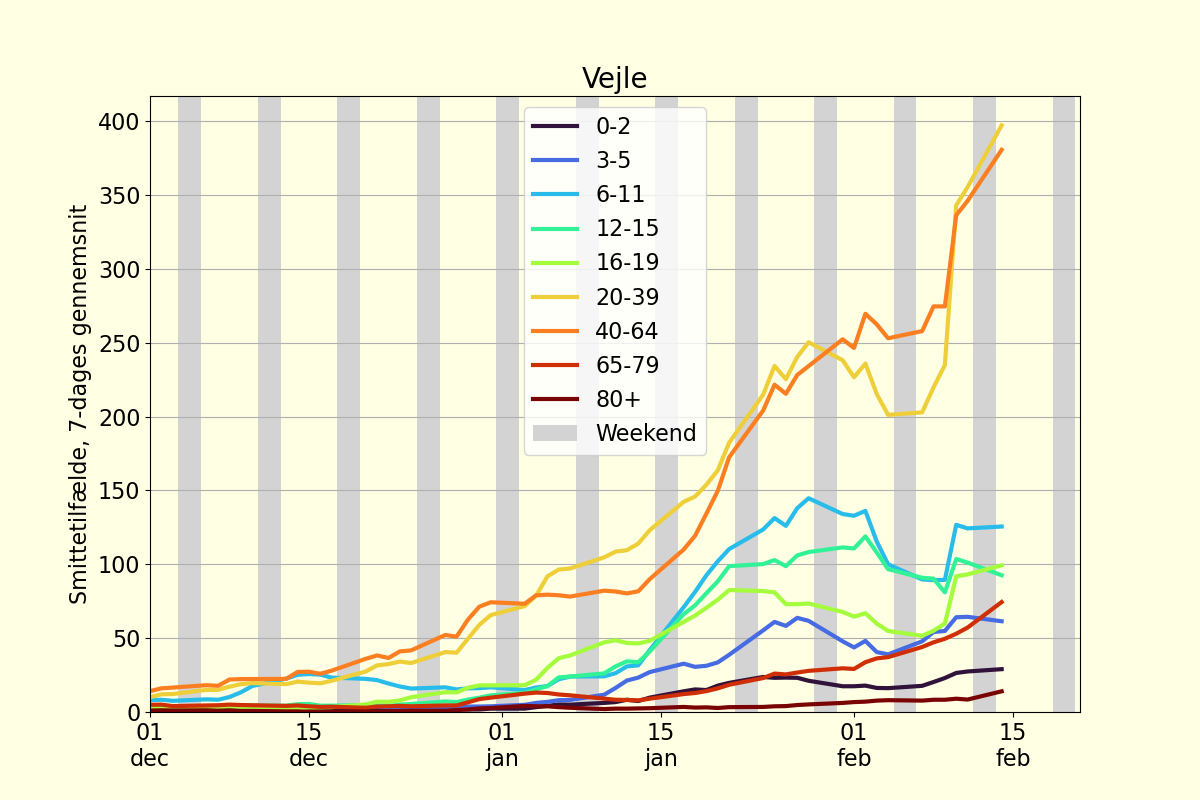 Vejle
Smittetilfælde, 7-dages gennemsnit
400
350
300
250
200
150
100
50
0
0-2
3-5
6-11
12-15
16-19
20-39
40-64
65-79
80+
Weekend
01
dec
15
dec
01
jan
15
jan
01
feb
15
feb